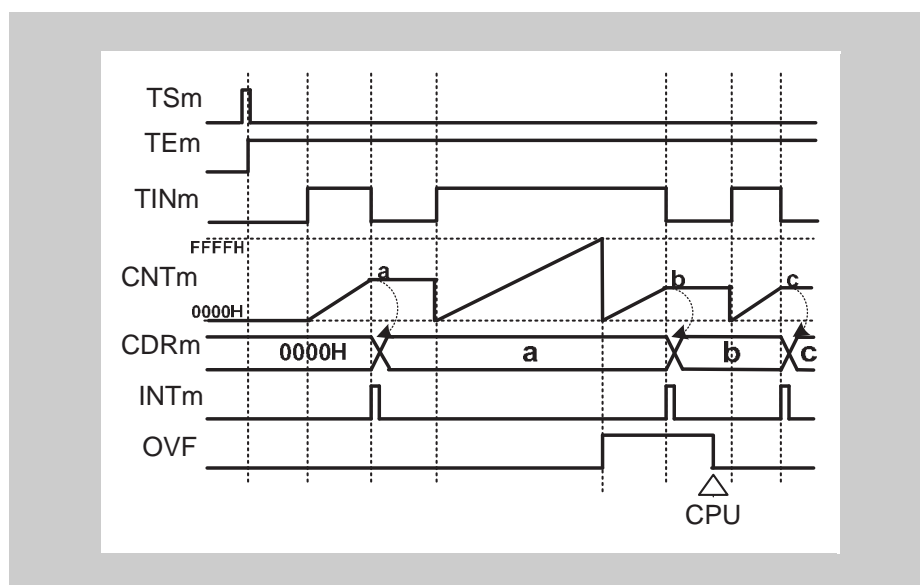 TSm
TEm
TINm
FFFFH
CNTm
a
b
c
0000H
CDRm
0000H
a
b
c
INTm
OVF
CPU